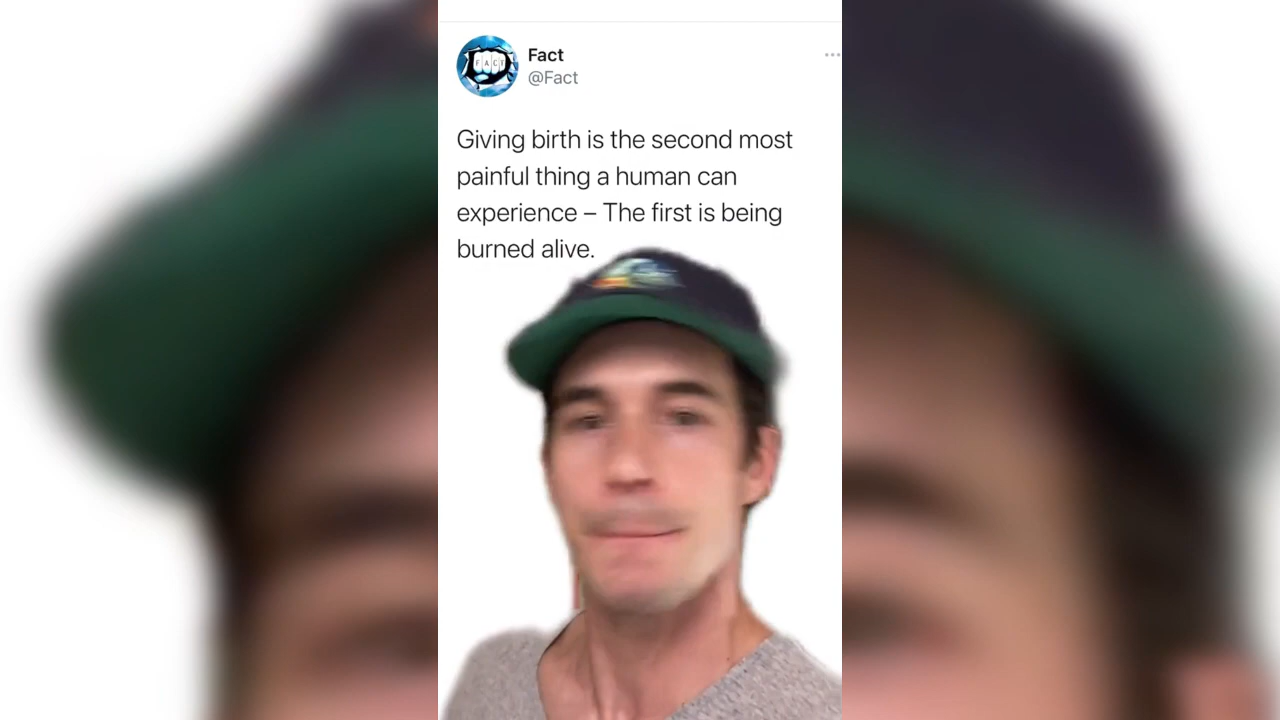 FACT
Fact
@Fact
Giving birth is the second most
painful thing a human can
experience – The first is being
burned alive.